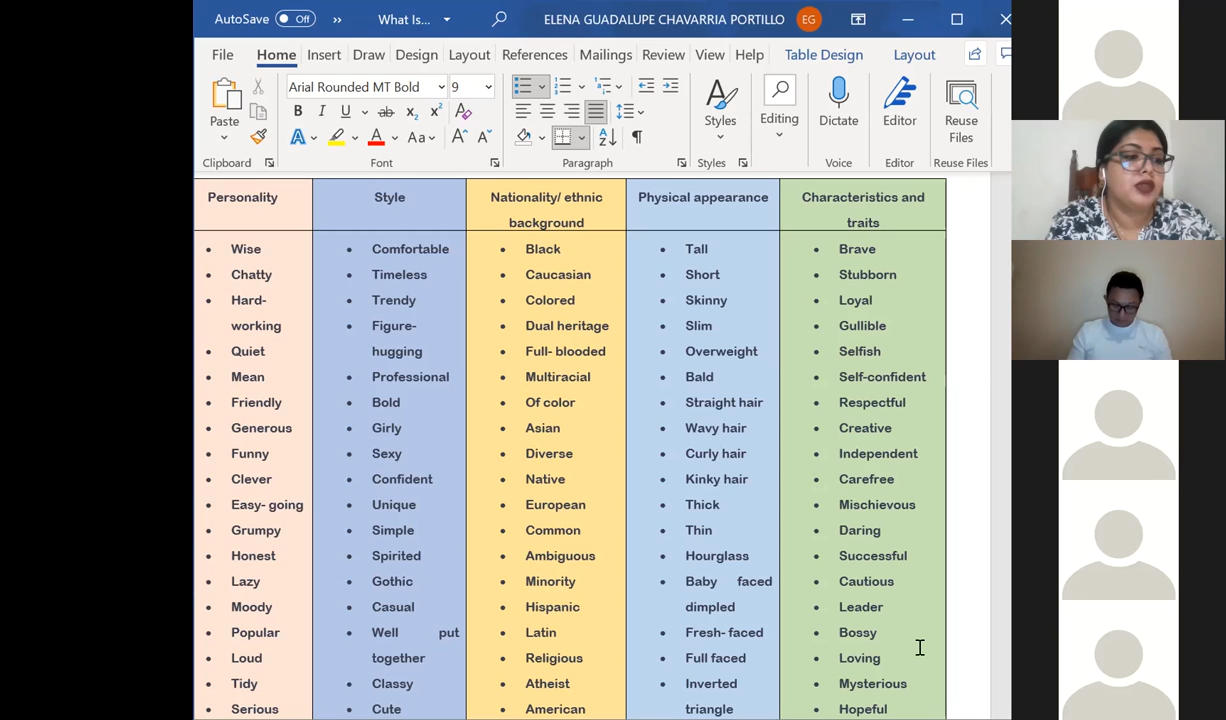 AutoSave Off What Is... ELENA GUADALUPE CHAVARRIA PORTILLO EG
File Home Insert Draw Design Layout References Mailings Review View Help Table Design Layout
Arial Rounded MT Bold 9
Paste Styles Editing Dictate Editor Reuse Files
Clipboard Font Paragraph Styles Voice Editor Reuse Files
Personality
Wise
Chatty
Hard-
working
Quiet
Mean
Friendly
Generous
Funny
Clever
Easy- going
Grumpy
Honest
Lazy
Moody
Popular
Loud
Tidy
Serious
Style
Comfortable
Timeless
Trendy
Figure-
hugging
Professional
Bold
Girly
Sexy
Confident
Unique
Simple
Spirited
Gothic
Casual
Well put
together
Classy
Cute
Nationality/ ethnic
background
Black
Caucasian
Colored
Dual heritage
Full- blooded
Multiracial
Of color
Asian
Diverse
Native
European
Common
Ambiguous
Minority
Hispanic
Latin
Religious
Atheist
American
Physical appearance
Tall
Short
Skinny
Slim
Overweight
Bald
Straight hair
Wavy hair
Curly hair
Kinky hair
Thick
Thin
Hourglass
Baby faced
dimpled
Fresh- faced
Full faced
Inverted
triangle
Characteristics and
traits
Brave
Stubborn
Loyal
Gullible
Selfish
Self-confident
Respectful
Creative
Independent
Carefree
Mischievous
Daring
Successful
Cautious
Leader
Bossy
Loving
Mysterious
Hopeful